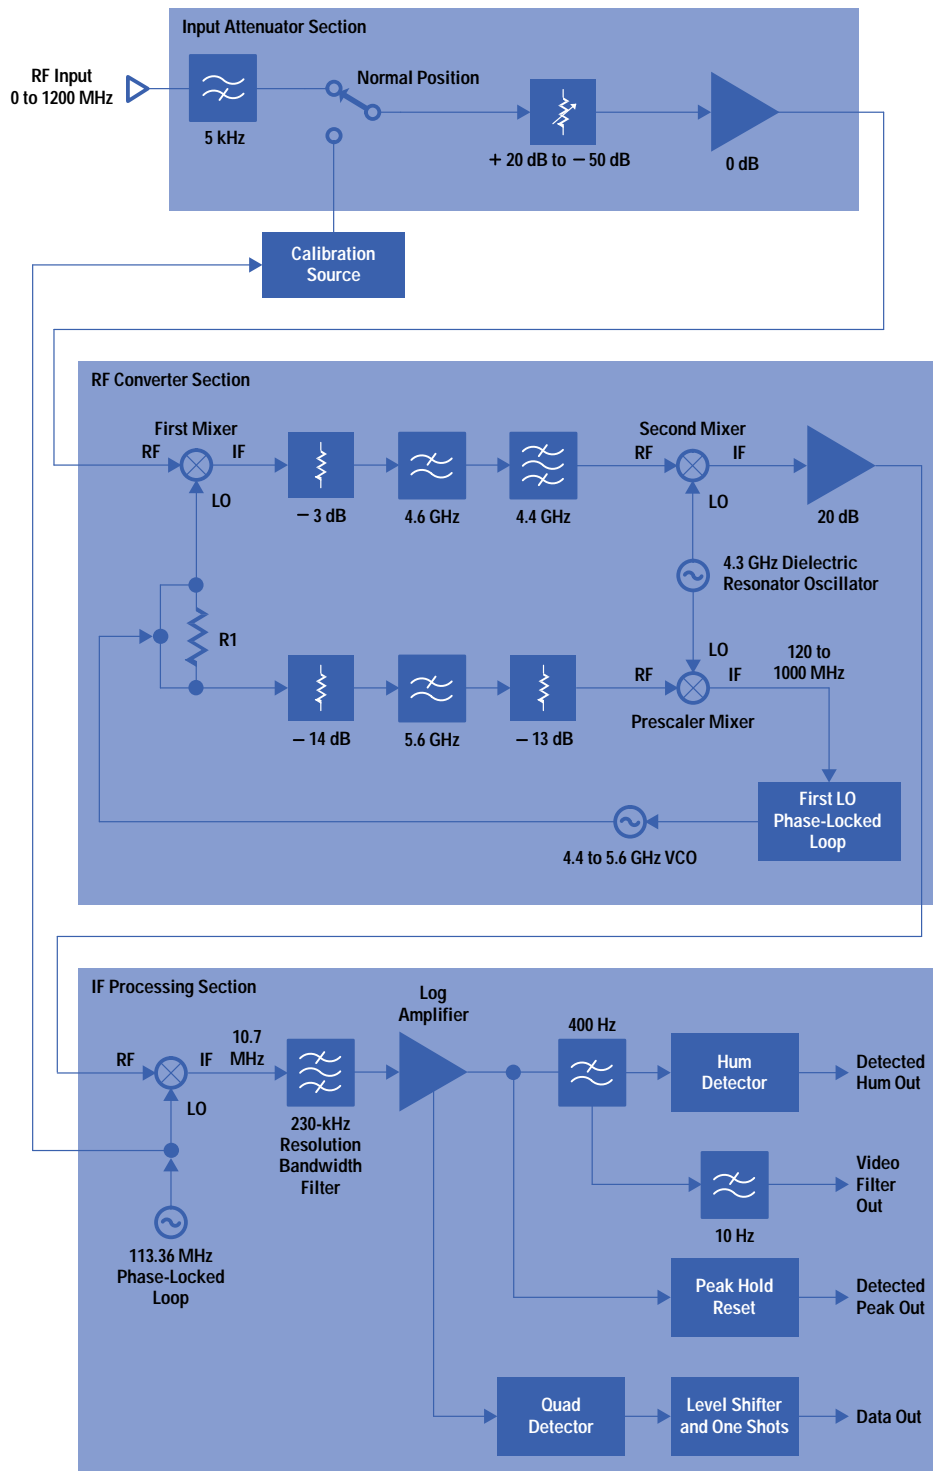 Input Attenuator Section
RF Input
0 to 1200 MHz
Normal Position
5 kHz
+ 20 dB to – 50 dB
0 dB
Calibration
Source
RF Converter Section
First Mixer
RF
IF
LO
– 3 dB
4.6 GHz
4.4 GHz
Second Mixer
RF
IF
LO
20 dB
4.3 GHz Dielectric
Resonator Oscillator
R1
– 14 dB
5.6 GHz
– 13 dB
LO
RF
IF
120 to
1000 MHz
Prescaler Mixer
First LO
Phase-Locked
Loop
4.4 to 5.6 GHz VCO
IF Processing Section
RF
IF
LO
10.7
MHz
230-kHz
Resolution
Bandwidth
Filter
Log
Amplifier
400 Hz
Hum
Detector
Detected
Hum Out
10 Hz
Video
Filter
Out
113.36 MHz
Phase-Locked
Loop
Peak Hold
Reset
Detected
Peak Out
Quad
Detector
Level Shifter
and One Shots
Data Out